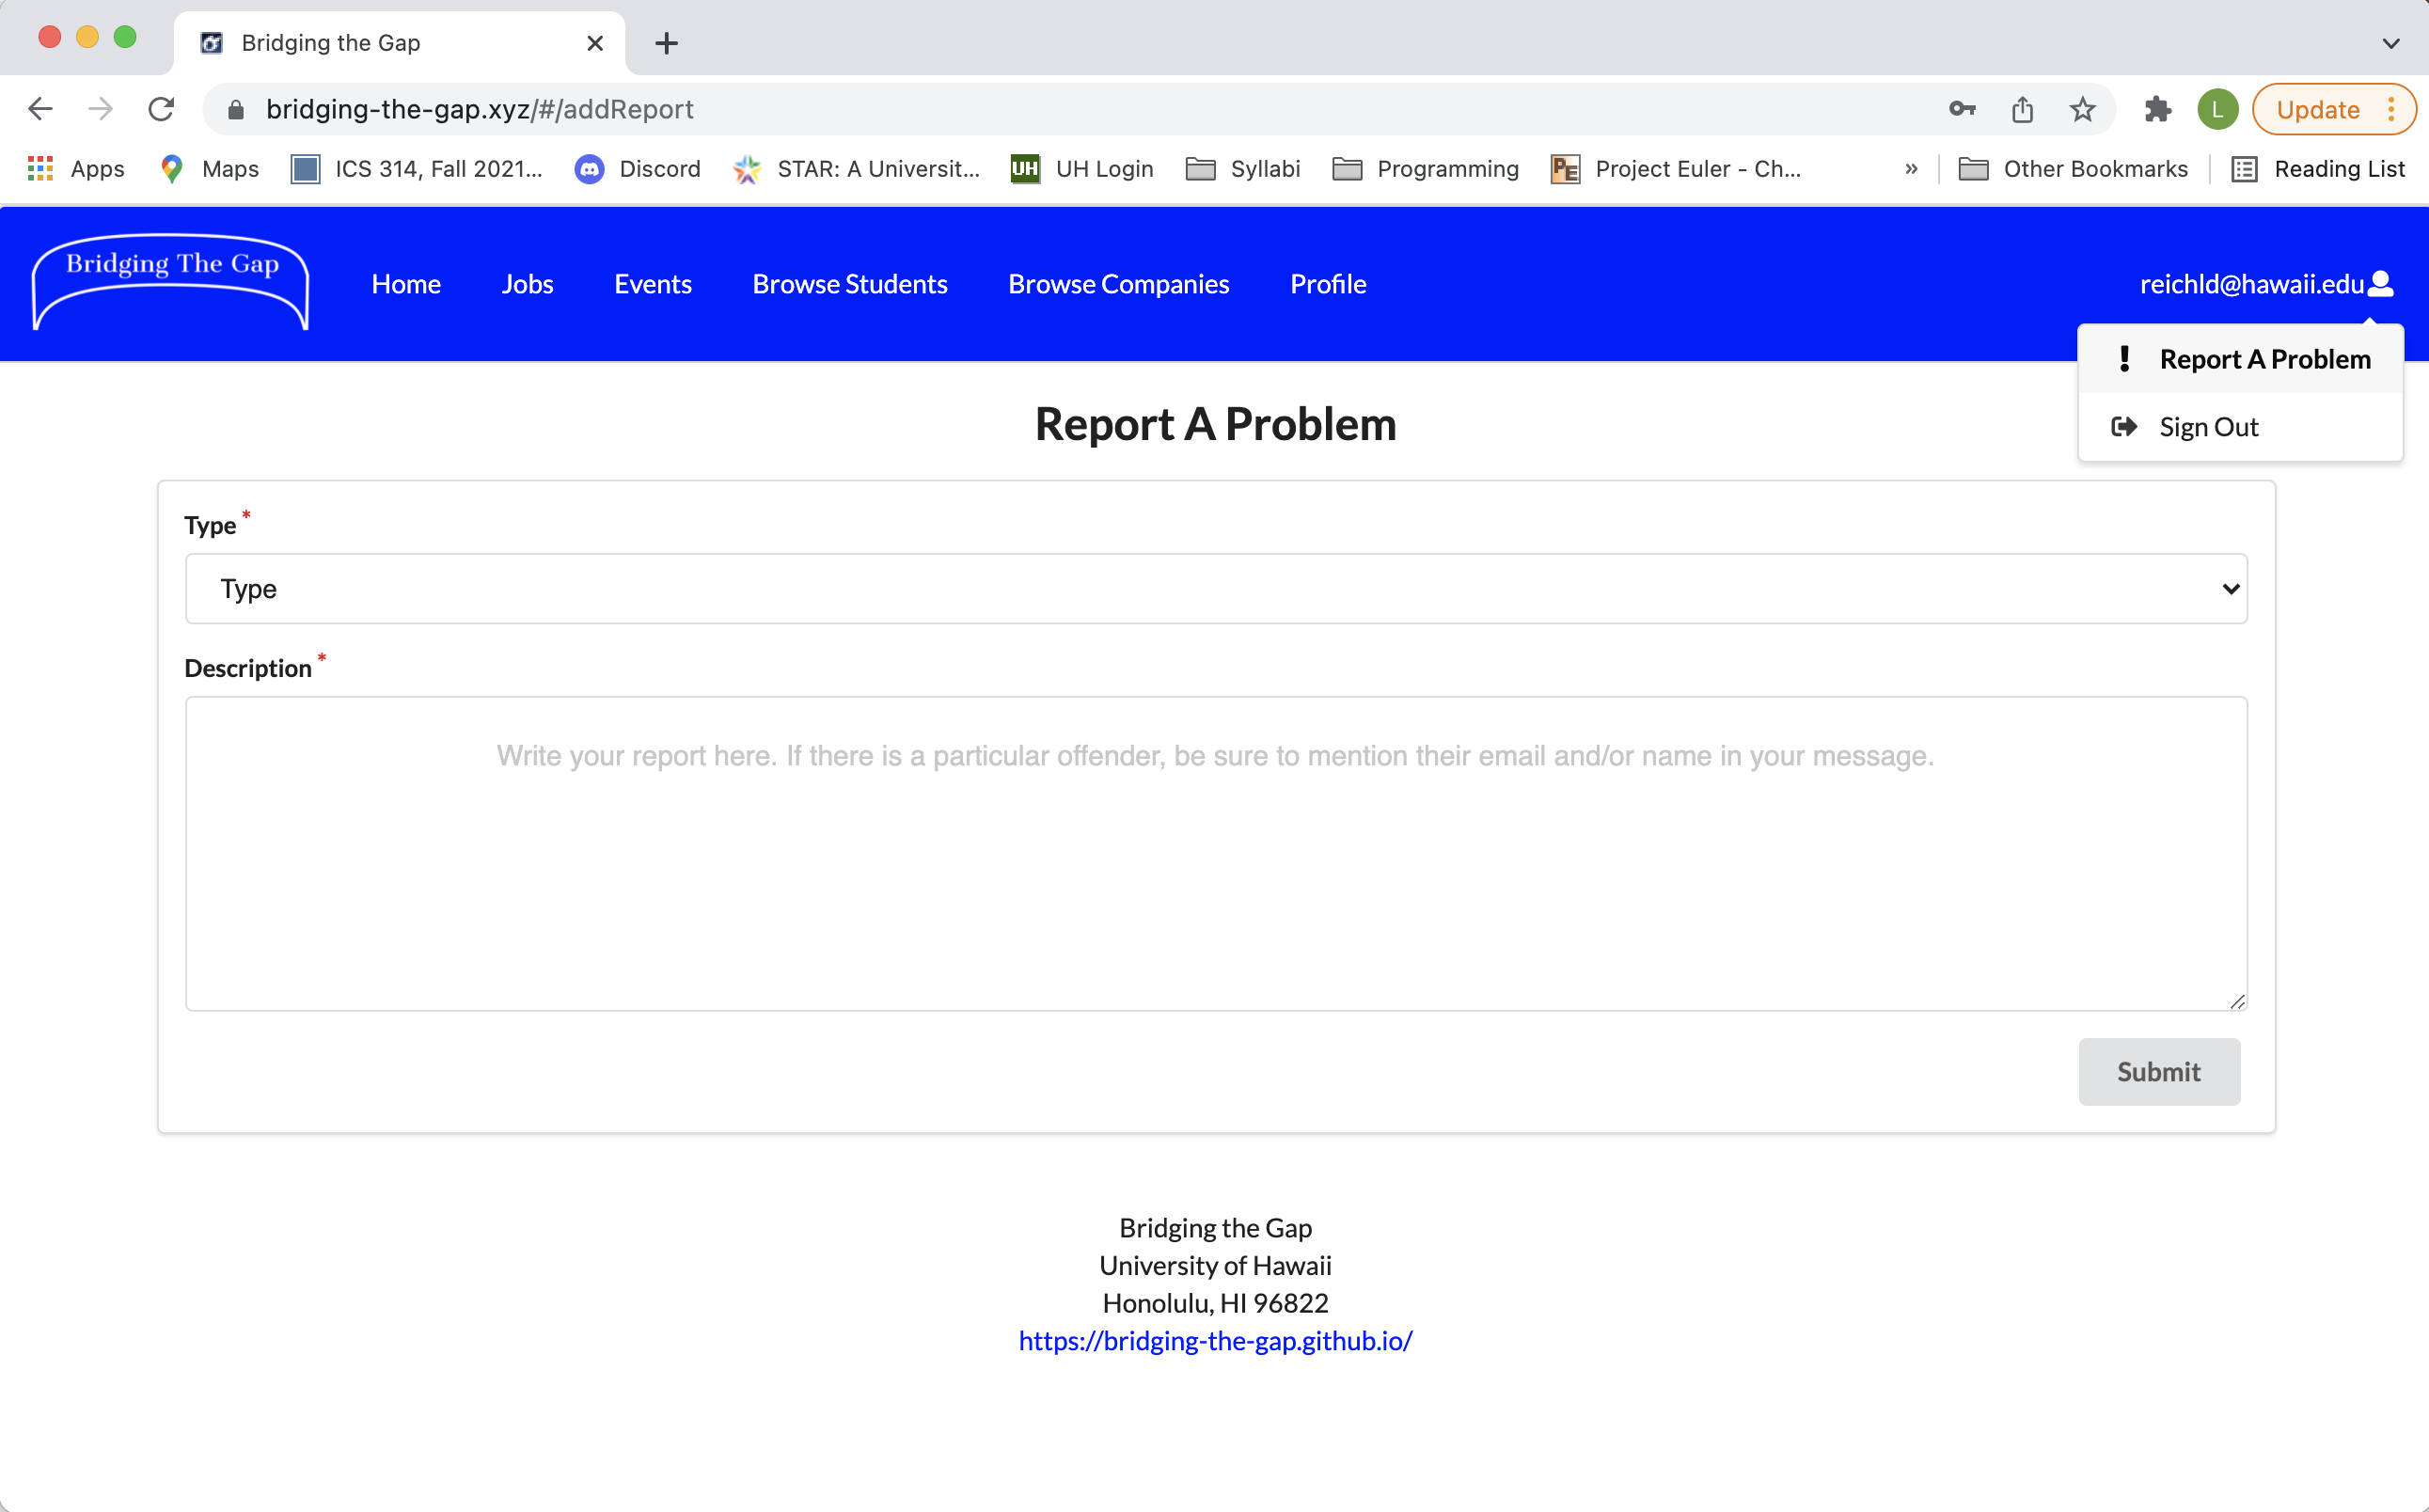 Bridging the Gap
bridging-the-gap.xyz/#/addReport
L
Update
Apps
Maps
ICS 314, Fall 2021...
Discord
STAR: A Universit...
UH
UH Login
Syllabi
Programming
PE
Project Euler - Ch...
»
Other Bookmarks
Reading List
Bridging The Gap
Home
Jobs
Events
Browse Students
Browse Companies
Profile
reichld@hawaii.edu
Report A Problem
Sign Out
Report A Problem
Type *
Type
Description *
Write your report here. If there is a particular offender, be sure to mention their email and/or name in your message.
Submit
Bridging the Gap
University of Hawaii
Honolulu, HI 96822
https://bridging-the-gap.github.io/